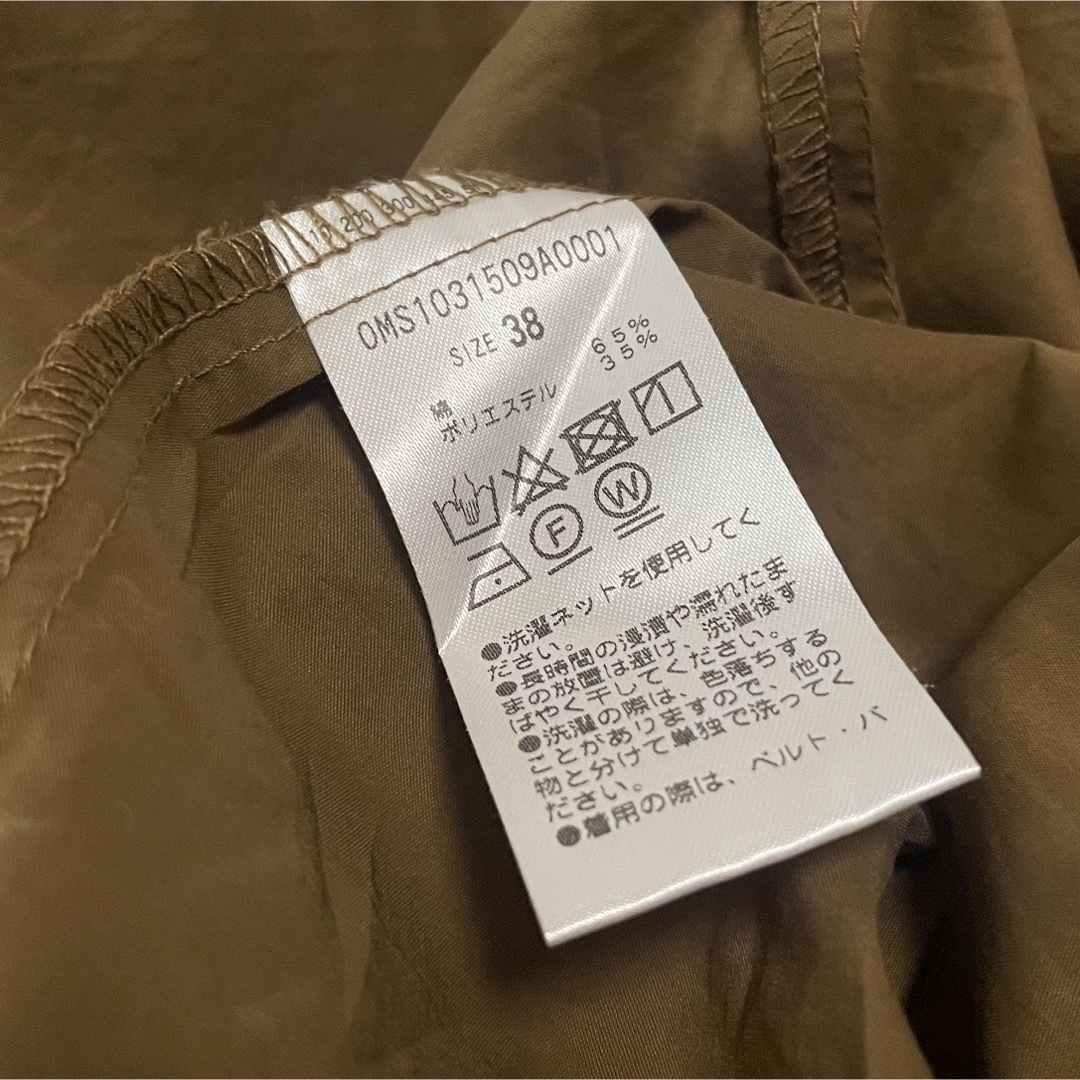 200 300
0MS1031509A0001
SIZE 38
綿 65%
ポリエステル 35%
F W
●洗濯ネットを使用してく
ださい。
●長時間の浸漬や濡れたま
まの放置は避け、洗濯後す
ばやく干してください。
●洗濯の際は、色落ちする
ことがありますので、他の
物と分けて単独で洗ってく
ださい。
●着用の際は、ベルト・バ